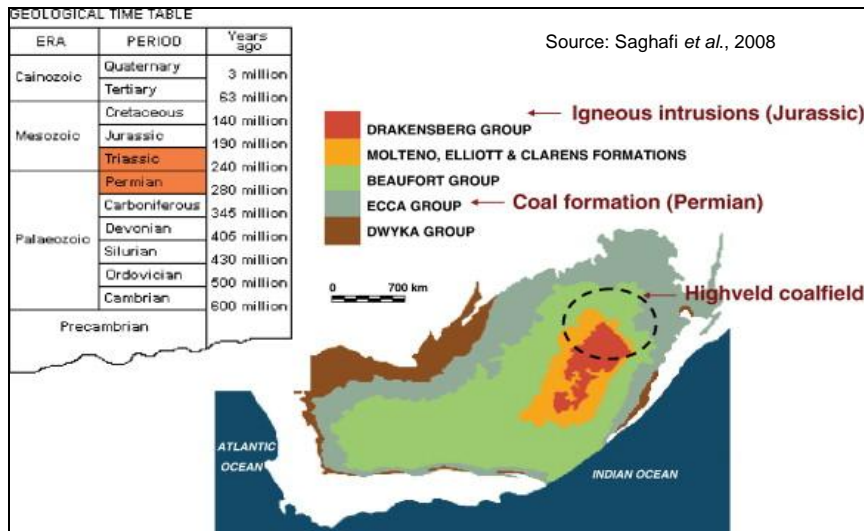 GEOLOGICAL TIME TABLE
ERA PERIOD Years ago
Cainozoic
Quaternary
3 million
Tertiary
63 million
Mesozoic
Cretaceous
140 million
Jurassic
190 million
Triassic
240 million
Palaeozoic
Permian
280 million
Carboniferous
345 million
Devonian
405 million
Silurian
430 million
Ordovician
500 million
Cambrian
600 million
Precambrian
Source: Saghafi et al., 2008
Igneous intrusions (Jurassic)
DRAKENSBERG GROUP
MOLTENO, ELLIOTT & CLARENS FORMATIONS
BEAUFORT GROUP
ECCA GROUP
Coal formation (Permian)
DWYKA GROUP
0 700 km
Highveld coalfield
ATLANTIC
OCEAN
INDIAN OCEAN